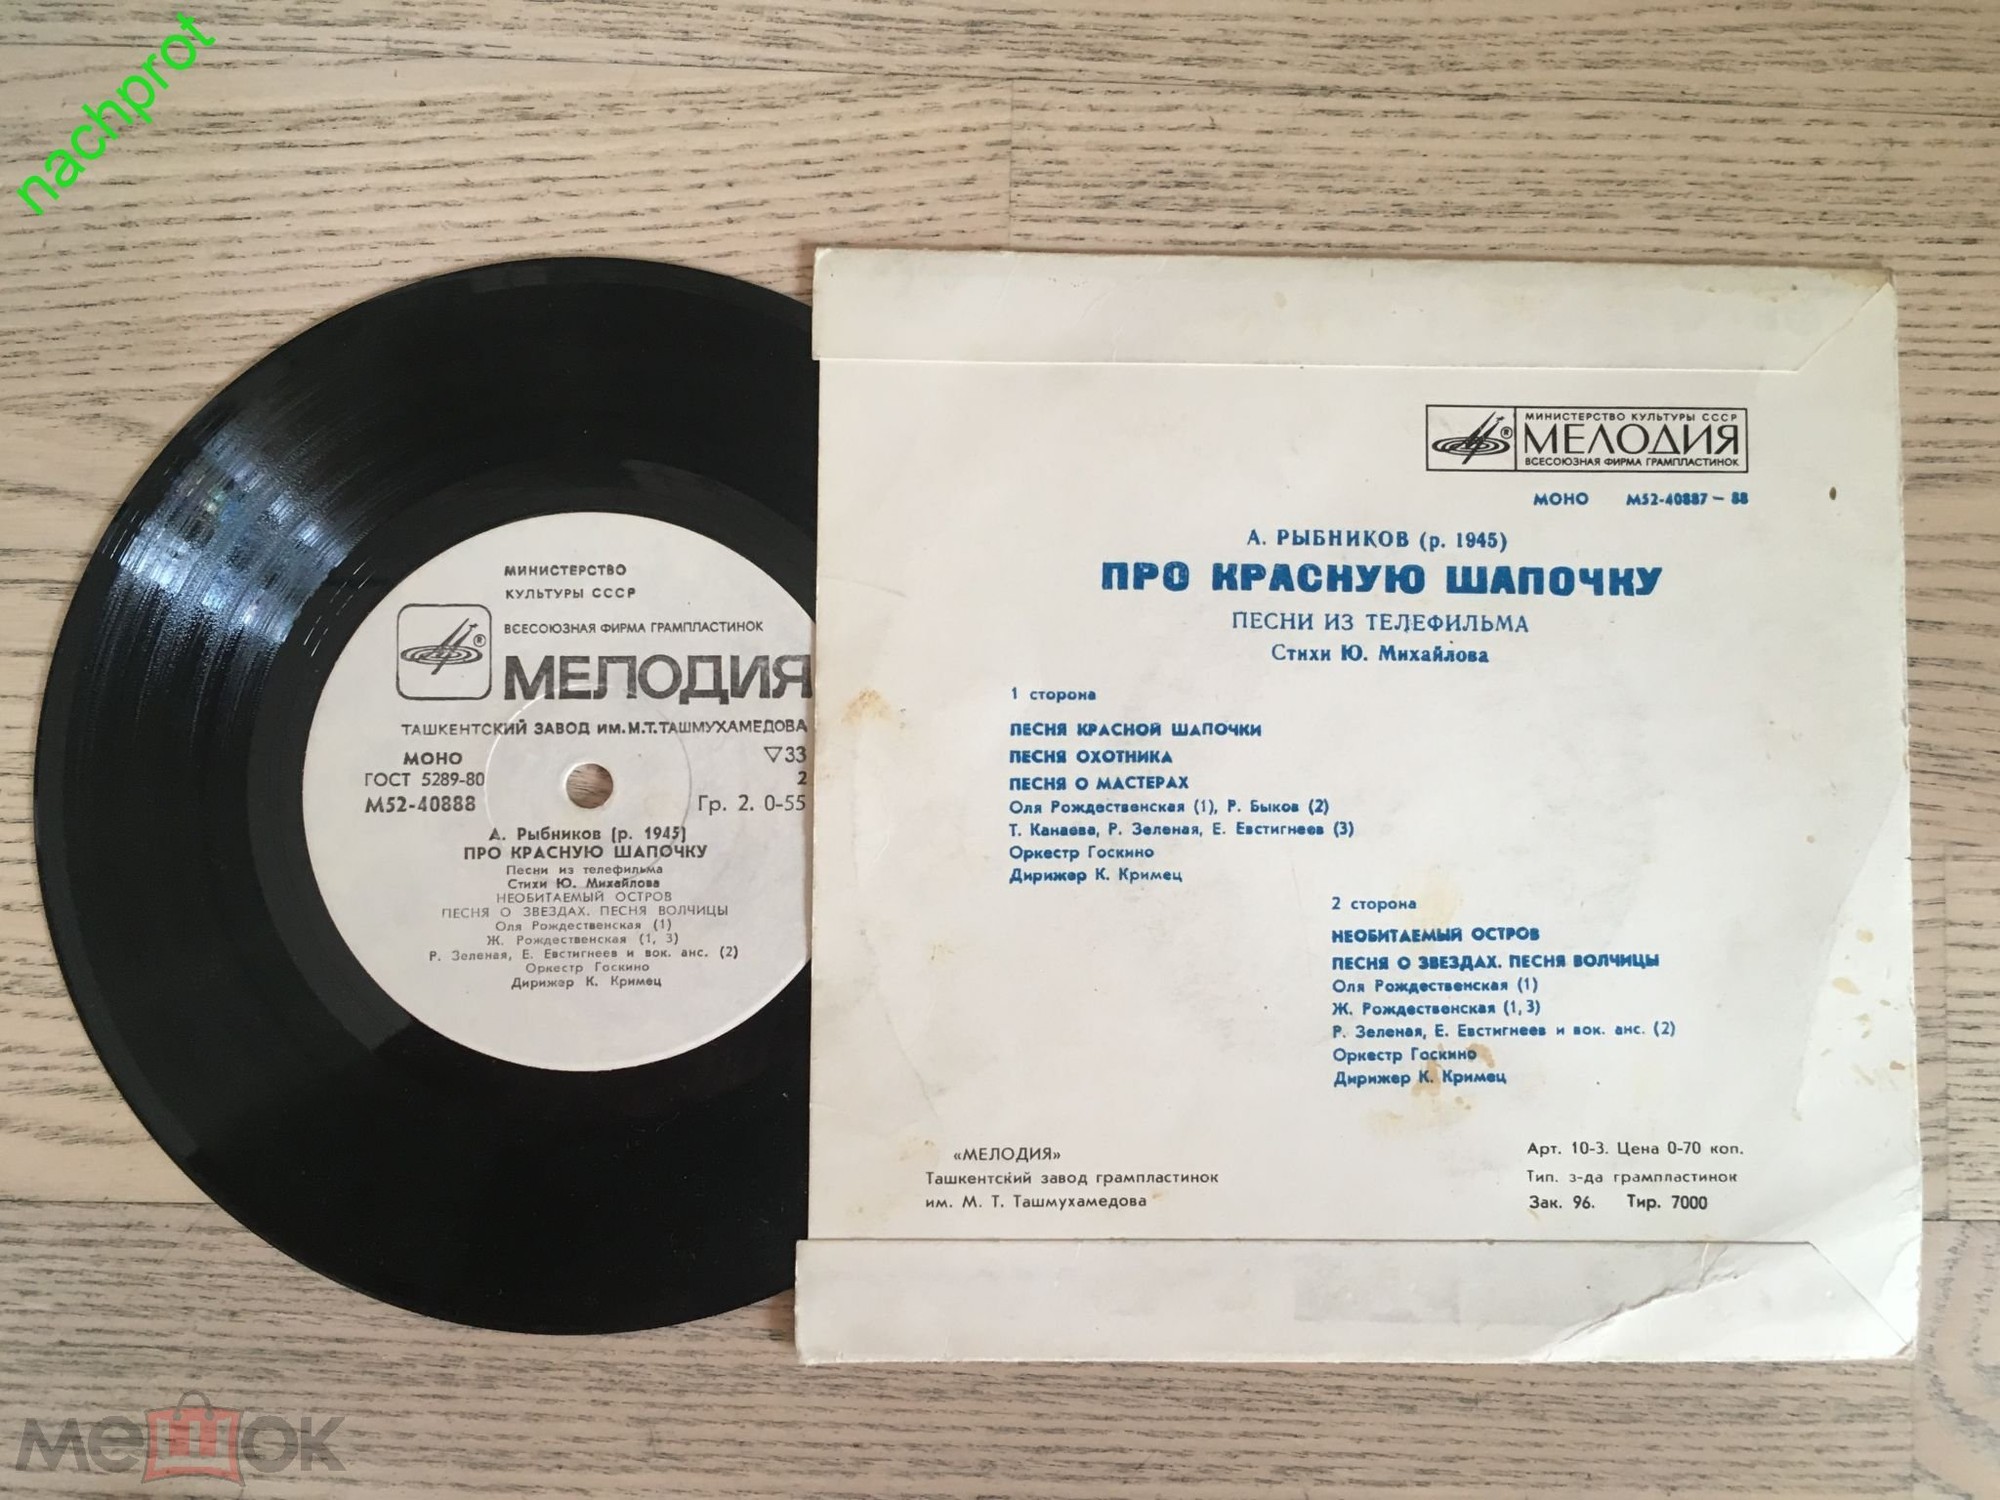 nachprot
МИНИСТЕРСТВО
КУЛЬТУРЫ СССР
ВСЕСОЮЗНАЯ ФИРМА ГРАМПЛАСТИНОК
®
МЕЛОДИЯ
ТАШКЕНТСКИЙ ЗАВОД ИМ. М.Т. ТАШМУХАМЕДОВА
МОНО ▽33
ГОСТ 5289-80 2
М52-40888 Гр. 2. 0-55
А. Рыбников (р. 1945)
ПРО КРАСНУЮ ШАПОЧКУ
Песни из телефильма
Стихи Ю. Михайлова
НЕОБИТАЕМЫЙ ОСТРОВ
ПЕСНЯ О ЗВЕЗДАХ. ПЕСНЯ ВОЛЧИЦЫ
Оля Рождественская (1)
Ж. Рождественская (1, 3)
Р. Зеленая, Е. Евстигнеев и вок. анс. (2)
Оркестр Госкино
Дирижер К. Кримец
МИНИСТЕРСТВО КУЛЬТУРЫ СССР
® МЕЛОДИЯ
ВСЕСОЮЗНАЯ ФИРМА ГРАМПЛАСТИНОК
МОНО М52-40887 – 88
А. РЫБНИКОВ (р. 1945)
ПРО КРАСНУЮ ШАПОЧКУ
ПЕСНИ ИЗ ТЕЛЕФИЛЬМА
Стихи Ю. Михайлова
1 сторона
ПЕСНЯ КРАСНОЙ ШАПОЧКИ
ПЕСНЯ ОХОТНИКА
ПЕСНЯ О МАСТЕРАХ
Оля Рождественская (1), Р. Быков (2)
Т. Канаева, Р. Зеленая, Е. Евстигнеев (3)
Оркестр Госкино
Дирижер К. Кримец
2 сторона
НЕОБИТАЕМЫЙ ОСТРОВ
ПЕСНЯ О ЗВЕЗДАХ. ПЕСНЯ ВОЛЧИЦЫ
Оля Рождественская (1)
Ж. Рождественская (1, 3)
Р. Зеленая, Е. Евстигнеев и вок. анс. (2)
Оркестр Госкино
Дирижер К. Кримец
«МЕЛОДИЯ»
Ташкентский завод грампластинок
им. М. Т. Ташмухамедова
Арт. 10-3. Цена 0-70 коп.
Тип. з-да грампластинок
Зак. 96. Тир. 7000
мешок